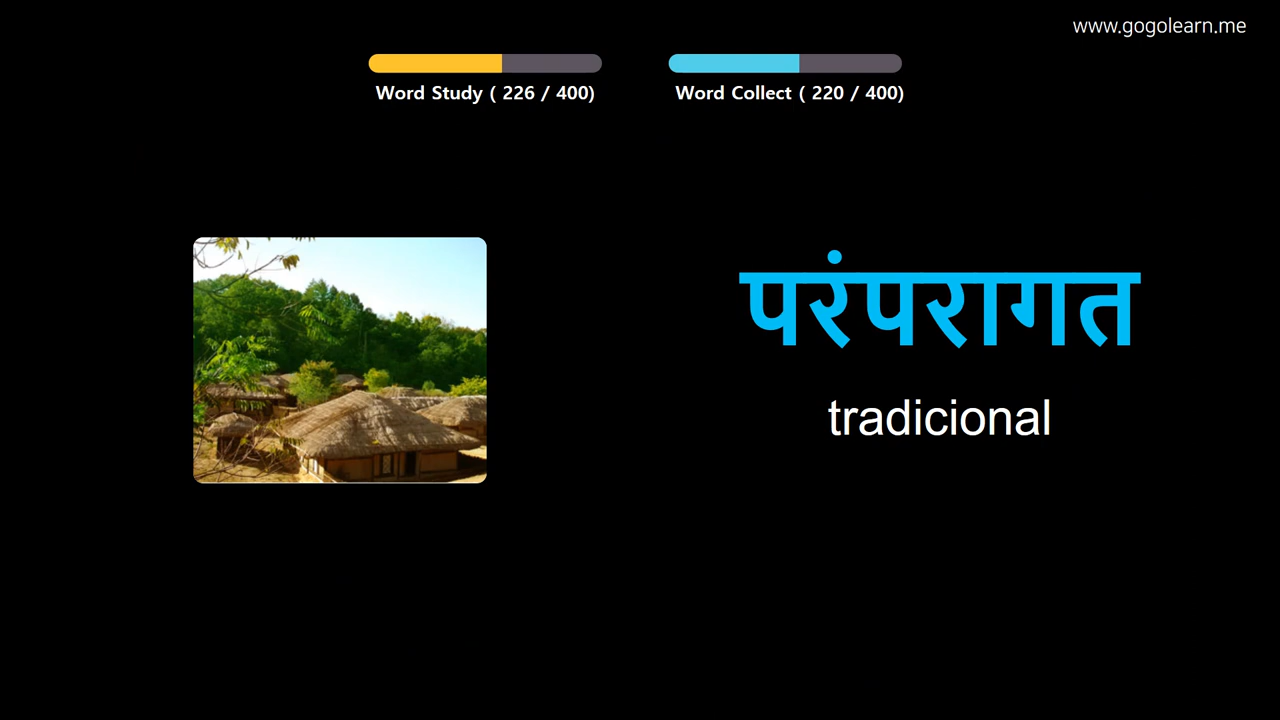 www.gogolearn.me
Word Study ( 226 / 400)
Word Collect ( 220 / 400)
परंपरागत
tradicional